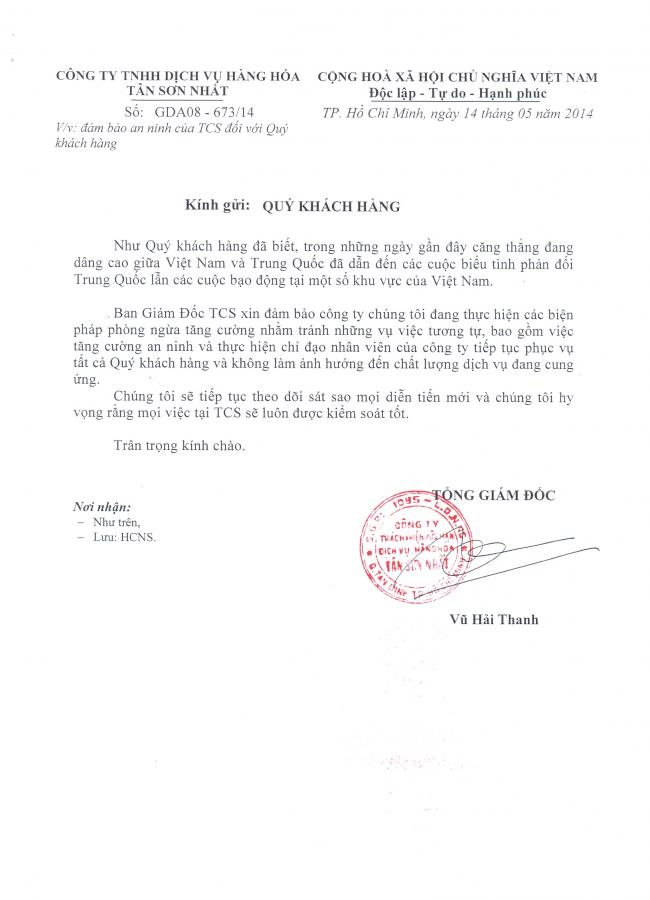 CÔNG TY TNHH DỊCH VỤ HÀNG HÓA
TÂN SƠN NHẤT
Số: GDA08 - 673/14
V/v: đảm bảo an ninh của TCS đối với Quý
khách hàng
CỘNG HOÀ XÃ HỘI CHỦ NGHĨA VIỆT NAM
Độc lập - Tự do - Hạnh phúc
TP. Hồ Chí Minh, ngày 14 tháng 05 năm 2014
Kính gửi: QUÝ KHÁCH HÀNG
Như Quý khách hàng đã biết, trong những ngày gần đây căng thẳng đang
dâng cao giữa Việt Nam và Trung Quốc đã dẫn đến các cuộc biểu tình phản đối
Trung Quốc lẫn các cuộc bạo động tại một số khu vực của Việt Nam.
Ban Giám Đốc TCS xin đảm bảo công ty chúng tôi đang thực hiện các biện
pháp phòng ngừa tăng cường nhằm tránh những vụ việc tương tự, bao gồm việc
tăng cường an ninh và thực hiện chỉ đạo nhân viên của công ty tiếp tục phục vụ
tất cả Quý khách hàng và không làm ảnh hưởng đến chất lượng dịch vụ đang cung
ứng.
Chúng tôi sẽ tiếp tục theo dõi sát sao mọi diễn tiến mới và chúng tôi hy
vọng rằng mọi việc tại TCS sẽ luôn được kiểm soát tốt.
Trân trọng kính chào.
Nơi nhận:
– Như trên,
– Lưu: HCNS.
TỔNG GIÁM ĐỐC
CÔNG TY
TRÁCH NHIỆM HỮU HẠN
DỊCH VỤ HÀNG HÓA
TÂN SƠN NHẤT
Vũ Hải Thanh